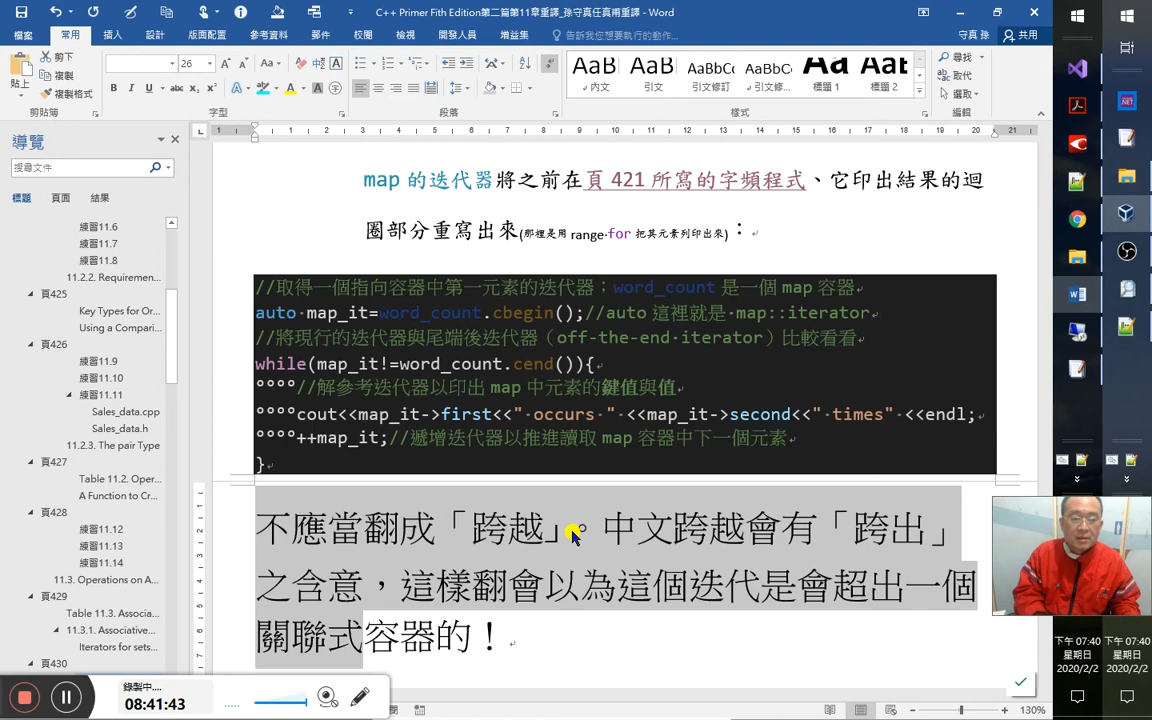 C++ Primer Fith Edition第二篇第11章重譯_孫守真任真甫重譯 - Word
檔案 常用 插入 設計 版面配置 參考資料 郵件 校閱 檢視 開發人員 增益集 告訴我您想要執行的動作... 守真 孫 共用
剪下 26 Aa 尋找
貼上 複製 取代
複製格式 選取
AaB AaB AaBbC AaBbC Aa Aat
內文 引文 引文修訂 引文修... 標題 1 標題 2
剪貼簿 字型 段落 樣式 編輯
導覽
搜尋文件
標題 頁面 結果
練習11.6
練習11.7
練習11.8
11.2.2. Requiremen...
頁425
Key Types for Or...
Using a Compari...
頁426
練習11.9
練習11.10
練習11.11
Sales_data.cpp
Sales_data.h
11.2.3. The pair Type
頁427
Table 11.2. Oper...
A Function to Cr...
頁428
練習11.12
練習11.13
練習11.14
11.3. Operations on A...
頁429
Table 11.3. Associa...
11.3.1. Associative...
Iterators for sets...
頁430
map 的迭代器將之前在頁 421 所寫的字頻程式、它印出結果的迴
圈部分重寫出來(那裡是用 range for 把其元素列印出來)：
//取得一個指向容器中第一元素的迭代器；word_count 是一個 map 容器
auto map_it=word_count.cbegin();//auto 這裡就是 map::iterator
//將現行的迭代器與尾端後迭代器（off-the-end iterator）比較看看
while(map_it!=word_count.cend()){
//解參考迭代器以印出 map 中元素的鍵值與值
cout<<map_it->first<<" occurs " <<map_it->second<<" times" <<endl;
++map_it;//遞增迭代器以推進讀取 map 容器中下一個元素
}
不應當翻成「跨越」。中文跨越會有「跨出」
之含意，這樣翻會以為這個迭代是會超出一個
關聯式容器的！
錄製中...
08:41:43
130%
下午 07:40 下午 07:40
星期日 星期日
2020/2/2 2020/2/2